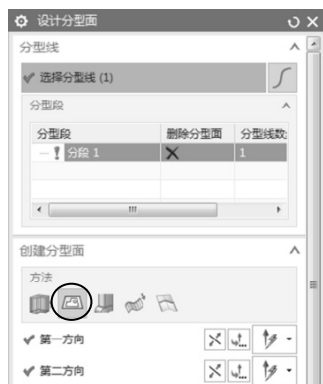 设计分型面
分型线
选择分型线 (1)
分型段
分型段 删除分型面 分型线数:
分段 1 1
创建分型面
方法
第一方向
第二方向